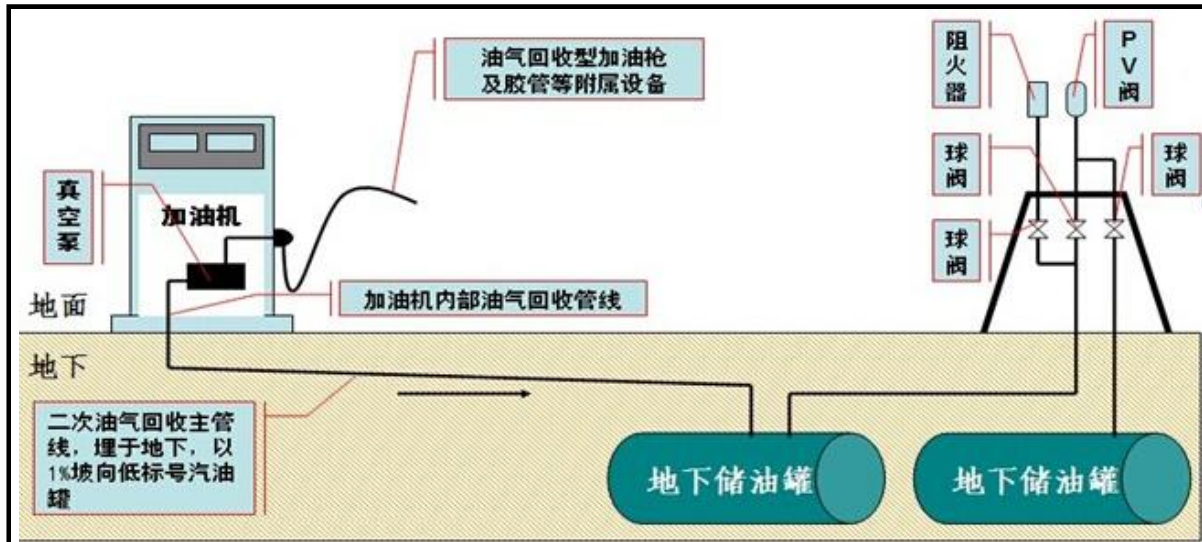 油气回收型加油枪
及胶管等附属设备
阻
火
器
P
V
阀
真
空
泵
加油机
球
阀
球
阀
球
阀
加油机内部油气回收管线
地面
地下
二次油气回收主管
线，埋于地下，以
1%坡向低标号汽油
罐
地下储油罐
地下储油罐